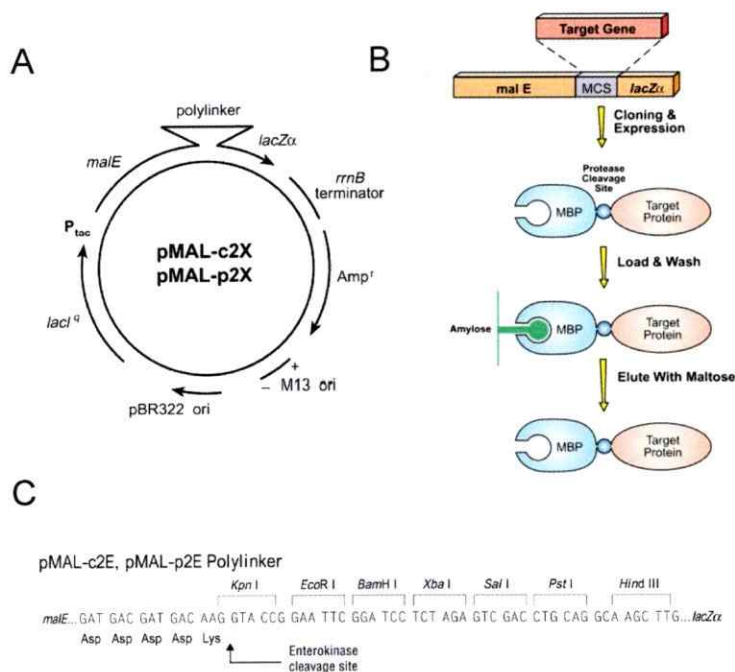 A
polylinker
lacZα
malE
rrnB
terminator
Ptac
pMAL-c2X
pMAL-p2X
Ampr
lacIq
+
– M13 ori
pBR322 ori
B
Target Gene
mal E
MCS
lacZα
Cloning &
Expression
Protease
Cleavage
Site
MBP
Target
Protein
Load & Wash
Amylose
MBP
Target
Protein
Elute With Maltose
MBP
Target
Protein
C
pMAL-c2E, pMAL-p2E Polylinker
Kpn I EcoR I BamH I Xba I Sal I Pst I Hind III
malE...GAT GAC GAT GAC AAG GTACCG GAA TTC GGA TCC TCT AGA GTC GAC CTG CAG GCA AGC TTG...lacZα
Asp Asp Asp Asp Lys
Enterokinase
cleavage site